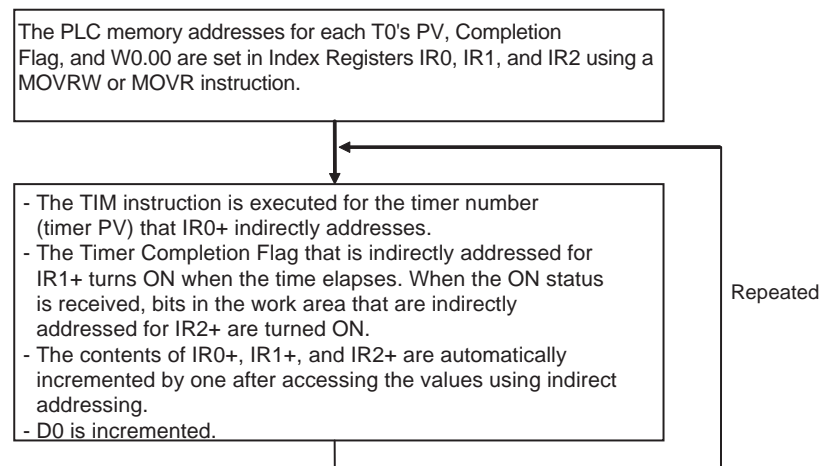 The PLC memory addresses for each T0's PV, Completion
Flag, and W0.00 are set in Index Registers IR0, IR1, and IR2 using a
MOVRW or MOVR instruction.
- The TIM instruction is executed for the timer number
(timer PV) that IR0+ indirectly addresses.
- The Timer Completion Flag that is indirectly addressed for
IR1+ turns ON when the time elapses. When the ON status
is received, bits in the work area that are indirectly
addressed for IR2+ are turned ON.
- The contents of IR0+, IR1+, and IR2+ are automatically
incremented by one after accessing the values using indirect
addressing.
- D0 is incremented.
Repeated